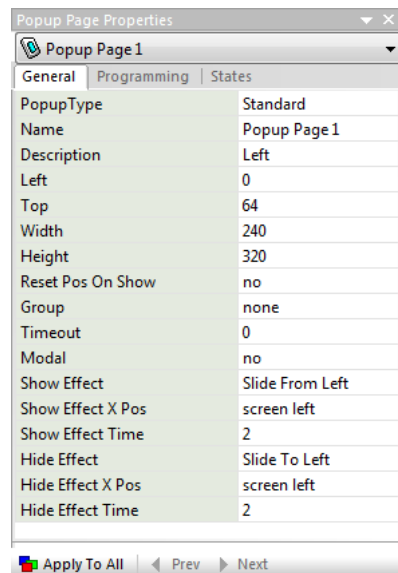 Popup Page Properties
Popup Page 1
General Programming States
PopupType Standard
Name Popup Page 1
Description Left
Left 0
Top 64
Width 240
Height 320
Reset Pos On Show no
Group none
Timeout 0
Modal no
Show Effect Slide From Left
Show Effect X Pos screen left
Show Effect Time 2
Hide Effect Slide To Left
Hide Effect X Pos screen left
Hide Effect Time 2
Apply To All Prev Next